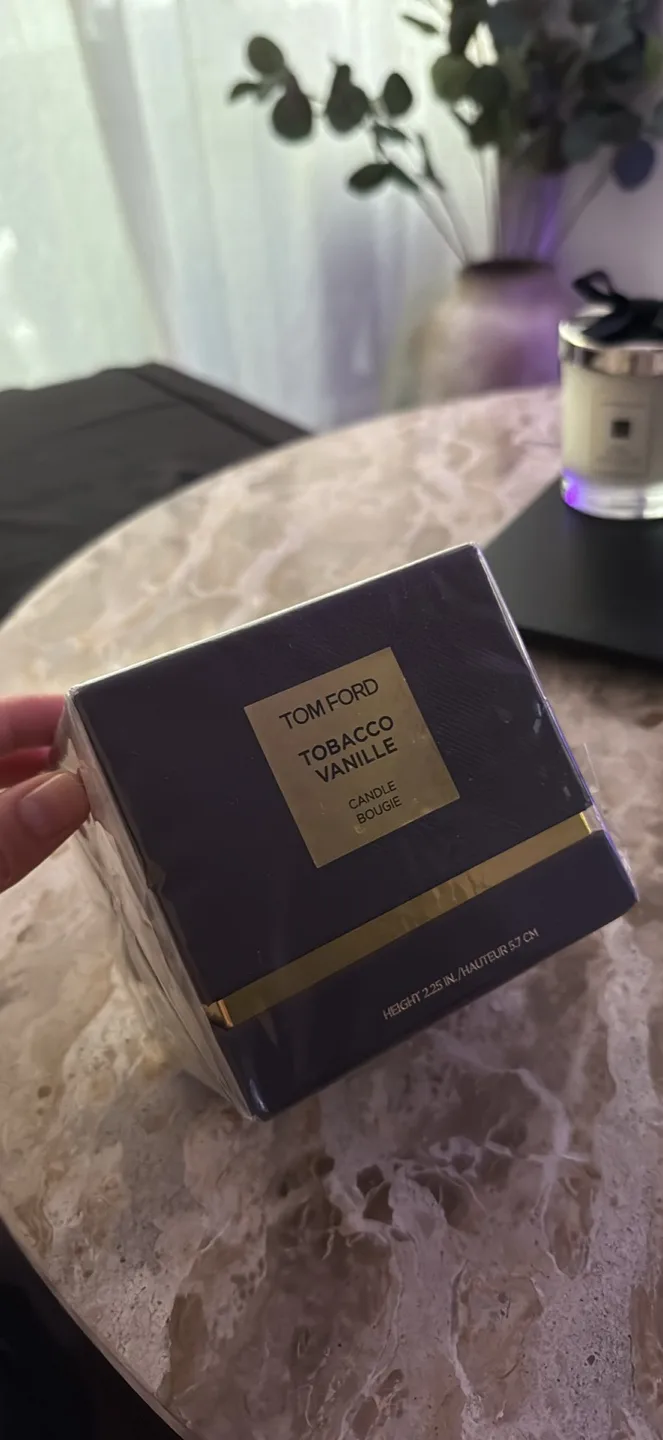 TOM FORD
TOBACCO
VANILLE
CANDLE
BOUGIE
HEIGHT 2.25 IN./HAUTEUR 5.7 CM